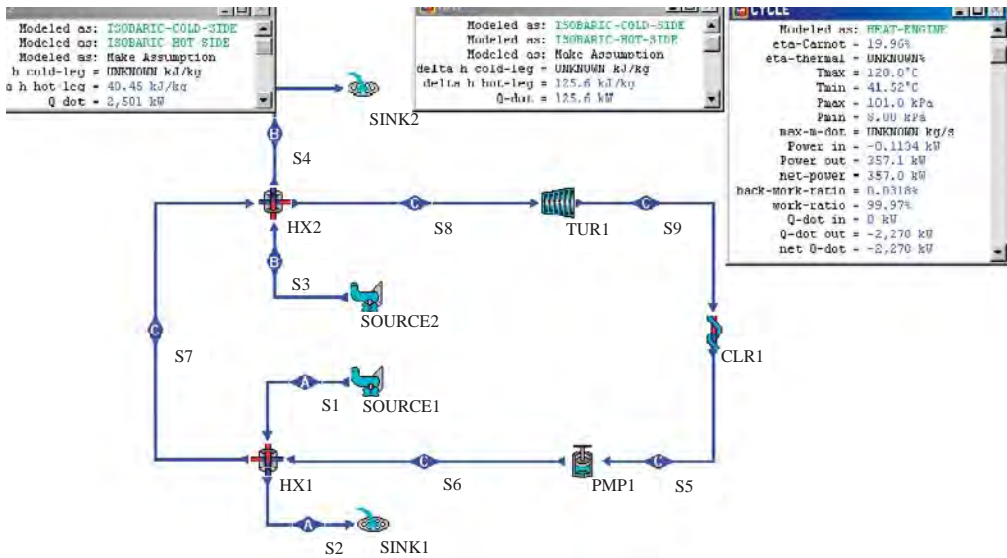 Modeled as: ISOBARIC-COLD-SIDE
Modeled as: ISOBARIC HOT SIDE
Modeled as: Make Assumption
h cold-leg = UNKNOWN kJ/kg
a h hot-leg = 40.45 kJ/kg
Q dot = 2,501 kW
Modeled as: ISOBARIC-COLD-SIDE
Modeled as: ISOBARIC-HOT-SIDE
Modeled as: Make Assumption
delta h cold-leg = UNKNOWN kJ/kg
delta h hot-leg = 125.6 kJ/kg
Q-dot = 125.6 kW
CYCLE
Modeled as: HEAT-ENGINE
eta-Carnot = 19.96%
eta-thermal = UNKNOWN%
Tmax = 120.0°C
Tmin = 41.52°C
Pmax = 101.0 kPa
Pmin = 8.00 kPa
max-m-dot = UNKNOWN kg/s
Power in = -0.1134 kW
Power out = 357.1 kW
net-power = 357.0 kW
back-work-ratio = 0.0318%
work-ratio = 99.97%
Q-dot in = 0 kW
Q-dot out = -2,270 kW
net Q-dot = -2,270 kW
SINK2
B
S4
HX2
C
S8
TUR1
C
S9
B
S3
SOURCE2
C
S7
CLR1
A
S1
SOURCE1
HX1
C
S6
PMP1
C
S5
A
S2
SINK1